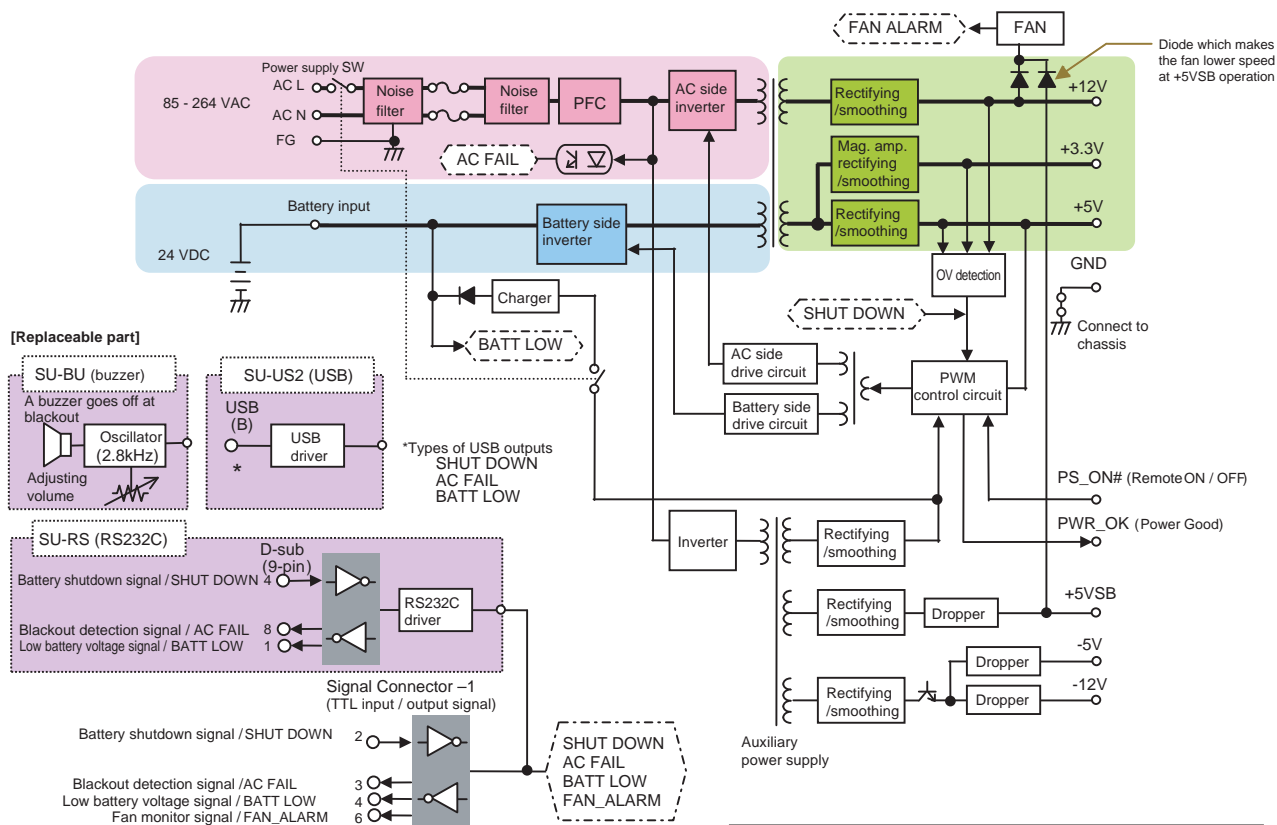 FAN ALARM
FAN
Diode which makes
the fan lower speed
at +5VSB operation
Power supply SW
AC L
85 - 264 VAC
AC N
FG
Noise
filter
Noise
filter
PFC
AC side
inverter
Rectifying
/smoothing
+12V
AC FAIL
Mag. amp.
rectifying
/smoothing
+3.3V
Battery input
Battery side
inverter
Rectifying
/smoothing
+5V
24 VDC
OV detection
GND
Connect to
chassis
Charger
SHUT DOWN
BATT LOW
AC side
drive circuit
Battery side
drive circuit
PWM
control circuit
[Replaceable part]
SU-BU (buzzer)
A buzzer goes off at
blackout
Oscillator
(2.8kHz)
Adjusting
volume
SU-US2 (USB)
USB
(B)
*
USB
driver
*Types of USB outputs
SHUT DOWN
AC FAIL
BATT LOW
PS_ON# (Remote ON / OFF)
PWR_OK (Power Good)
SU-RS (RS232C)
D-sub
(9-pin)
Battery shutdown signal / SHUT DOWN 4
Blackout detection signal / AC FAIL 8
Low battery voltage signal / BATT LOW 1
RS232C
driver
Inverter
Rectifying
/smoothing
Rectifying
/smoothing
Dropper
+5VSB
Rectifying
/smoothing
Dropper
-5V
Dropper
-12V
Auxiliary
power supply
Signal Connector –1
(TTL input / output signal)
Battery shutdown signal / SHUT DOWN 2
Blackout detection signal /AC FAIL 3
Low battery voltage signal / BATT LOW 4
Fan monitor signal / FAN_ALARM 6
SHUT DOWN
AC FAIL
BATT LOW
FAN_ALARM